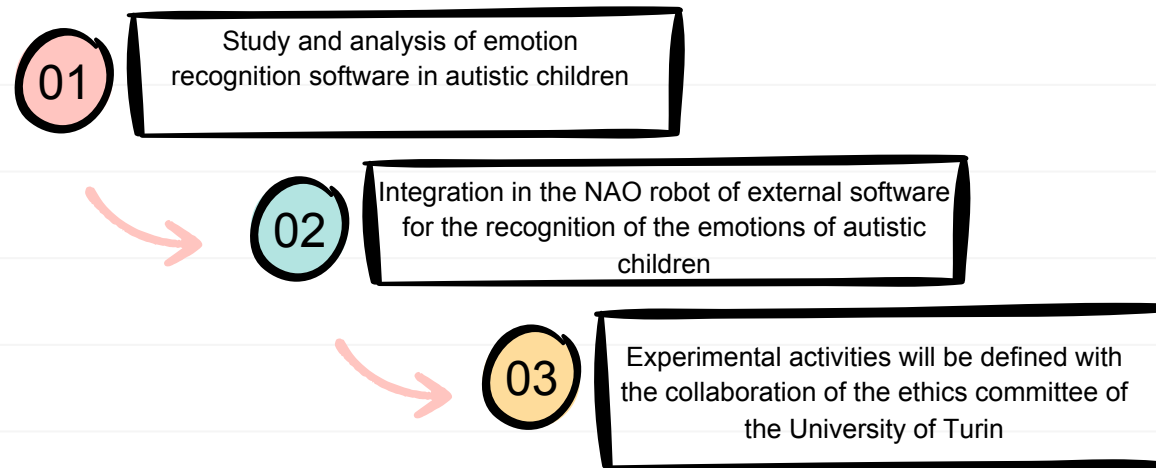 01
Study and analysis of emotion
recognition software in autistic children
02
Integration in the NAO robot of external software
for the recognition of the emotions of autistic
children
03
Experimental activities will be defined with
the collaboration of the ethics committee of
the University of Turin